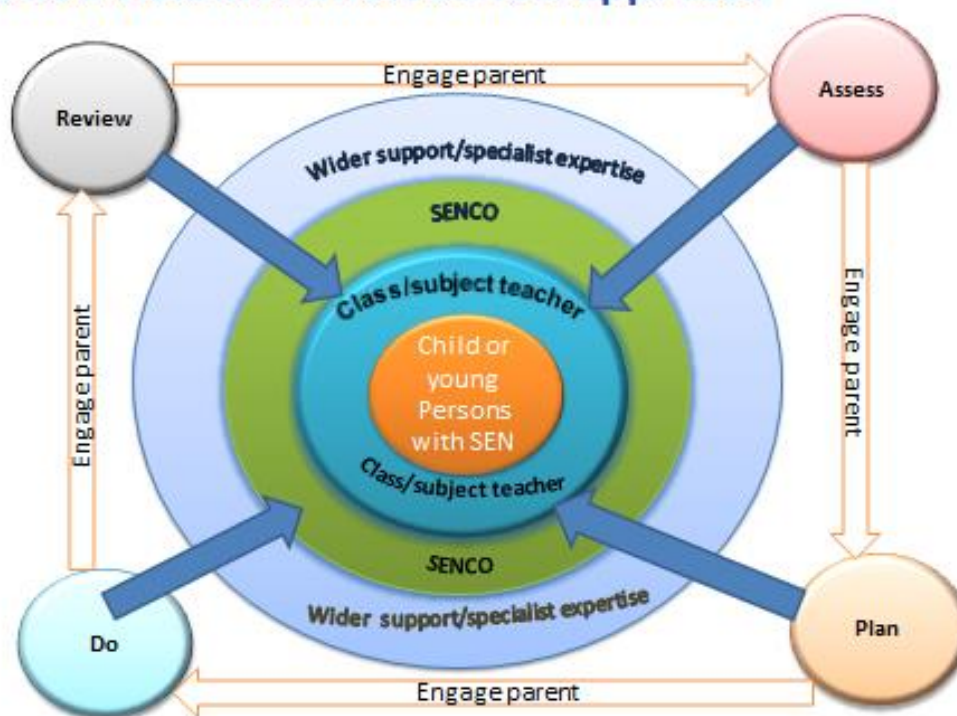 Engage parent
Review
Assess
Wider support/specialist expertise
SENCO
Class/subject teacher
Child or
young
Persons
with SEN
Class/subject teacher
SENCO
Wider support/specialist expertise
Engage parent
Engage parent
Do
Plan
Engage parent